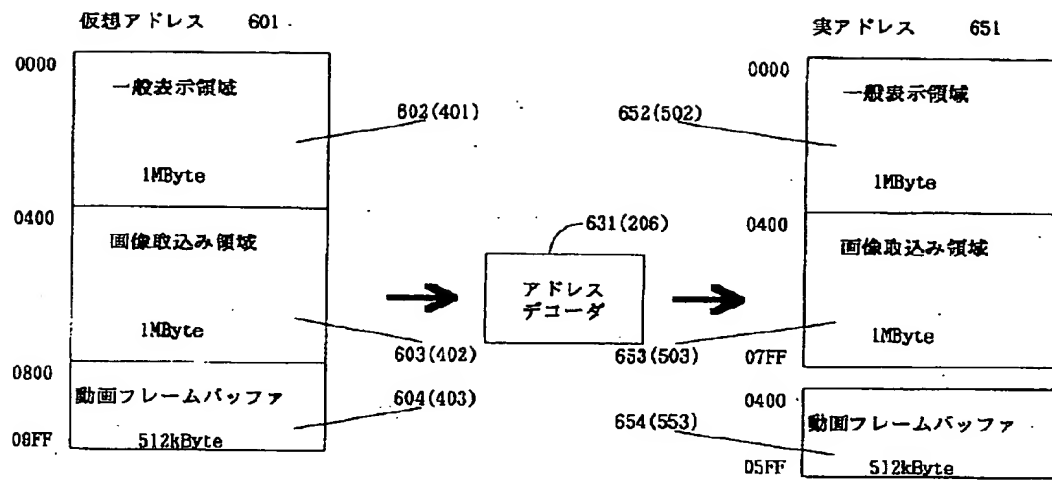 仮想アドレス 601
0000
一般表示領域
602(401)
1MByte
0400
画像取込み領域
1MByte
603(402)
0800
動画フレームバッファ
604(403)
09FF
512kByte
631(206)
アドレス
デコーダ
実アドレス 651
0000
一般表示領域
652(502)
1MByte
0400
画像取込み領域
1MByte
653(503)
07FF
0400
動画フレームバッファ
654(553)
05FF
512kByte